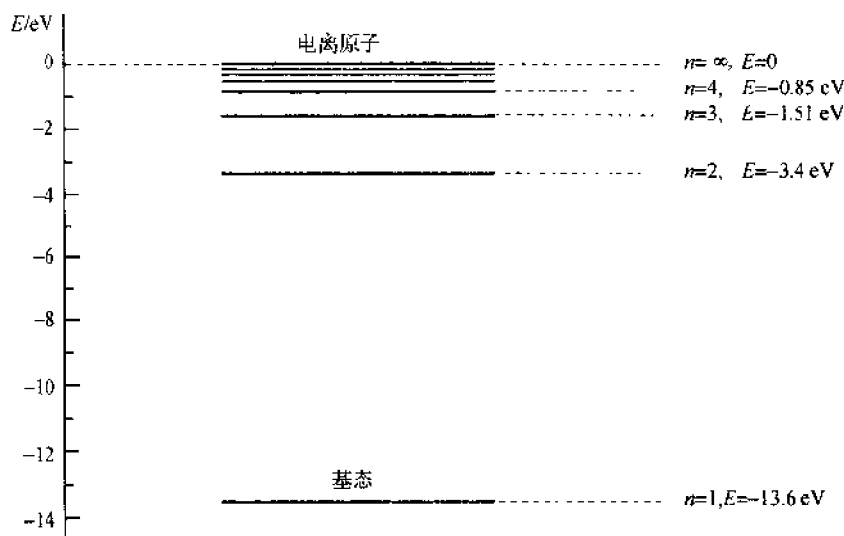 E/eV
电离原子
0
n=∞, E=0
n=4, E=−0.85 eV
n=3, E=−1.51 eV
−2
n=2, E=−3.4 eV
−4
−6
−8
−10
−12
基态
n=1,E=−13.6 eV
−14